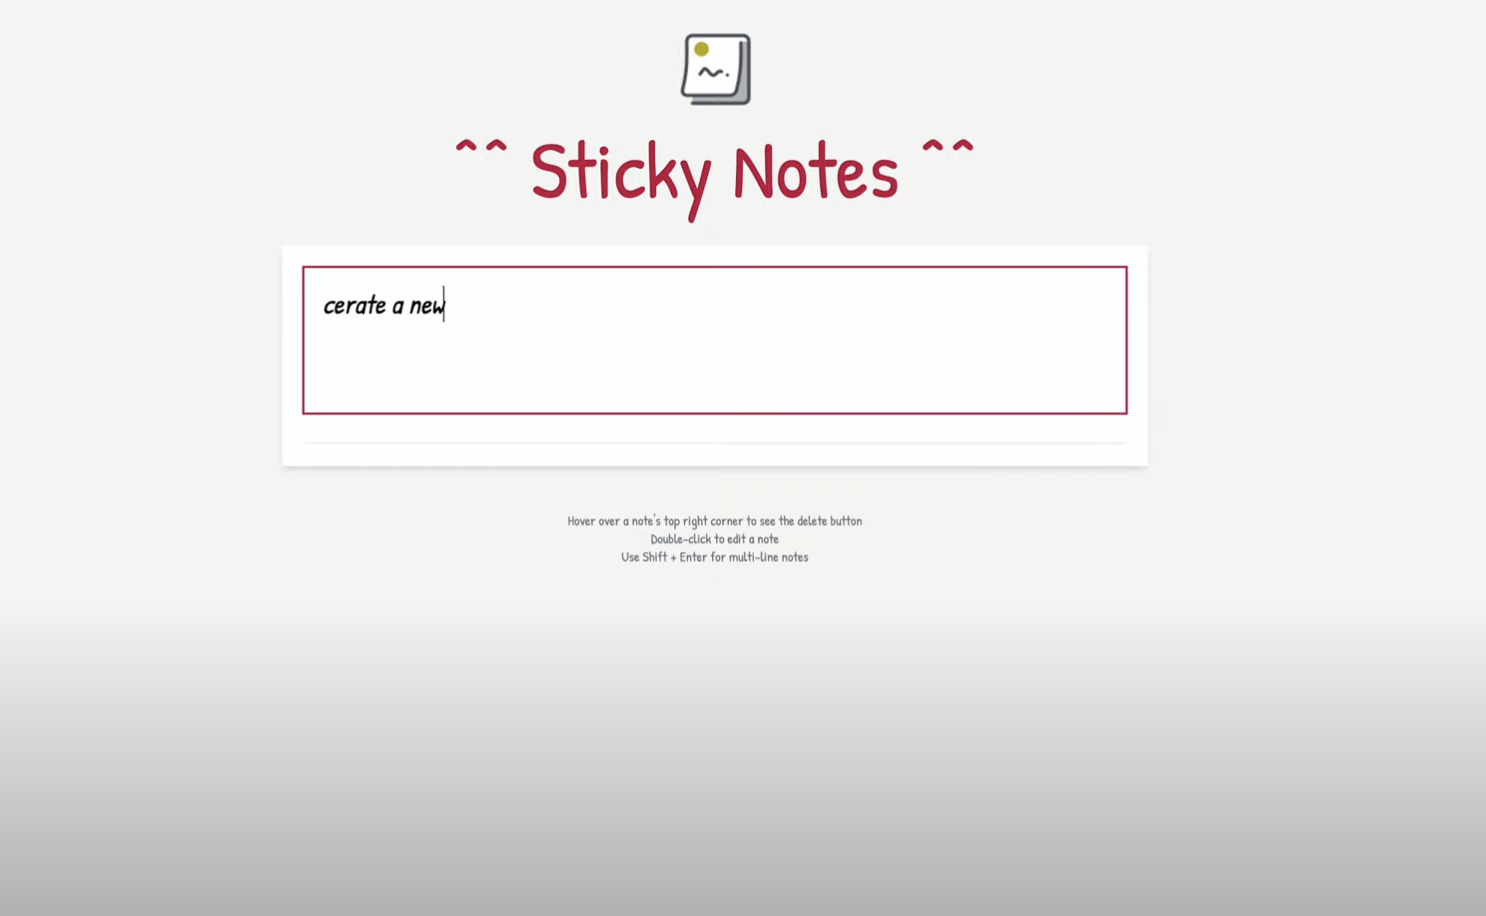 ^^ Sticky Notes ^^
cerate a new
Hover over a note's top right corner to see the delete button
Double-click to edit a note
Use Shift + Enter for multi-line notes